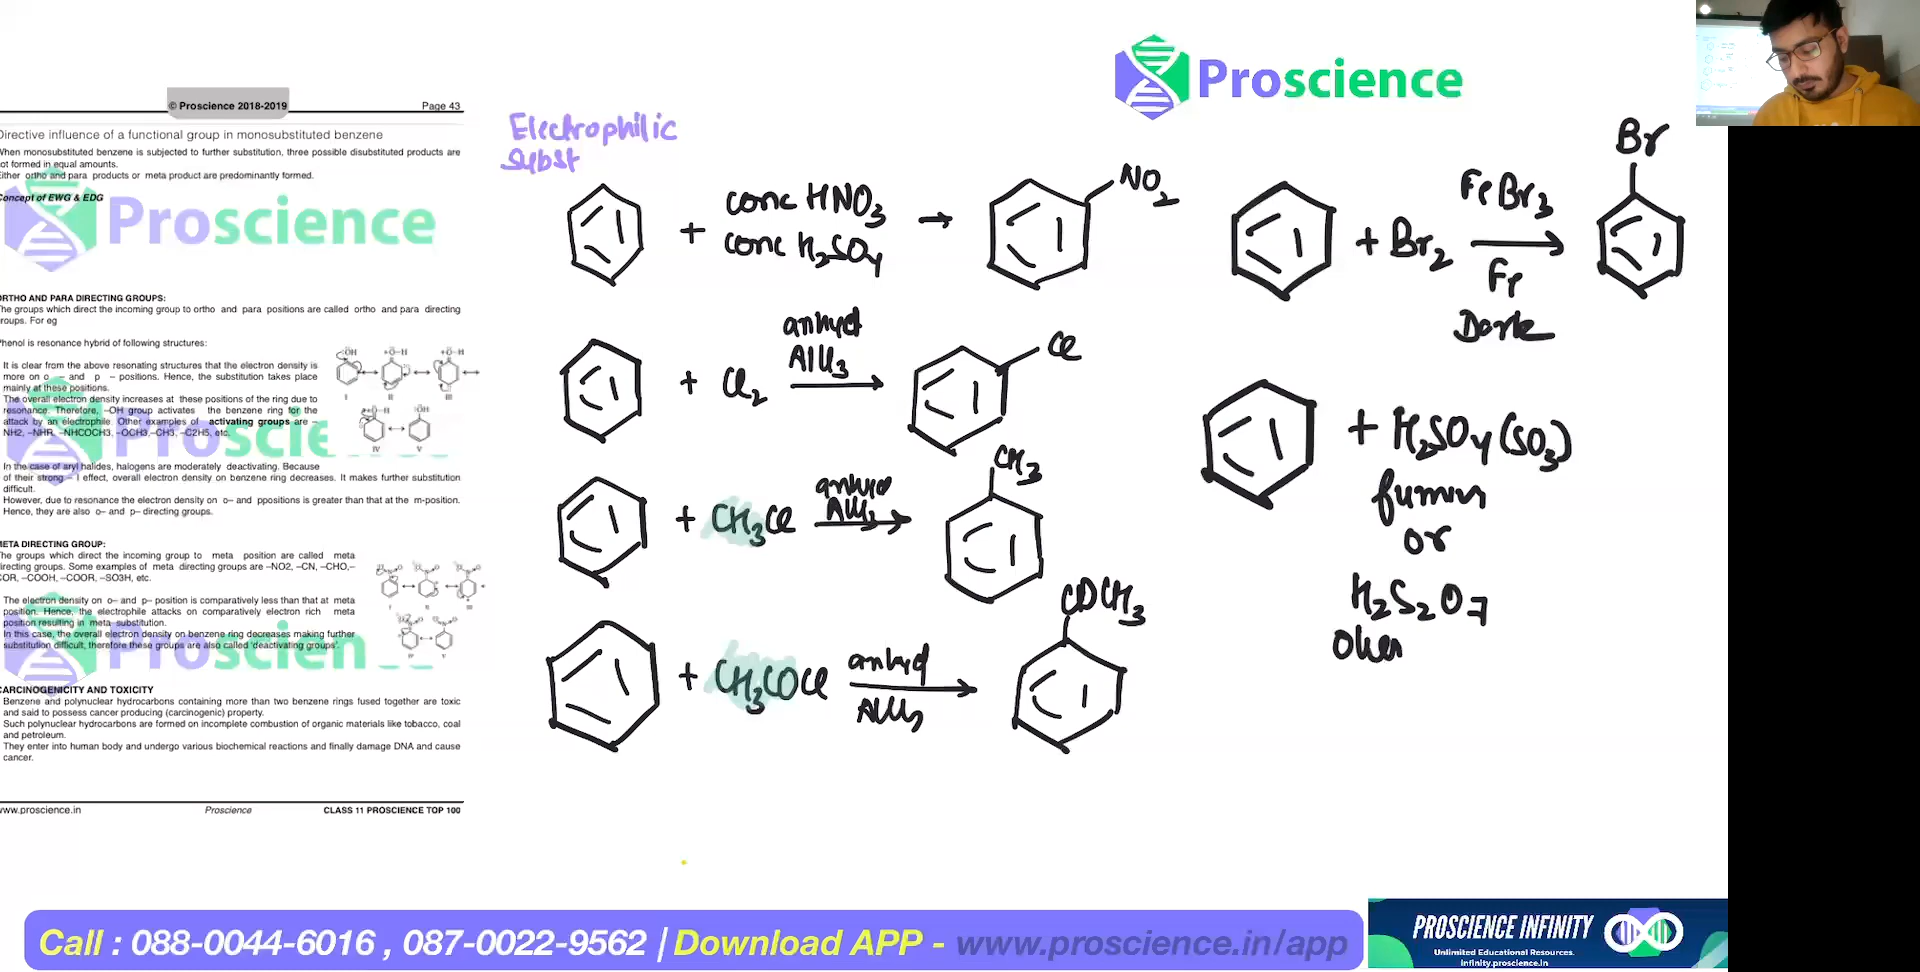 Proscience
© Proscience 2018-2019
Page 43
Directive influence of a functional group in monosubstituted benzene
When monosubstituted benzene is subjected to further substitution, three possible disubstituted products are
not formed in equal amounts.
Either ortho and para products or meta product are predominantly formed.
Concept of EWG & EDG
Proscience
ORTHO AND PARA DIRECTING GROUPS:
The groups which direct the incoming group to ortho and para positions are called ortho and para directing
groups. For eg
Phenol is resonance hybrid of following structures:
It is clear from the above resonating structures that the electron density is
more on o – and p – positions. Hence, the substitution takes place
mainly at these positions.
The overall electron density increases at these positions of the ring due to
resonance. Therefore, –OH group activates the benzene ring for the
attack by an electrophile. Other examples of activating groups are –
NH2, –NHR, –NHCOCH3, –OCH3,–CH3, –C2H5, etc.
I II III
IV V
In the case of aryl halides, halogens are moderately deactivating. Because
of their strong – I effect, overall electron density on benzene ring decreases. It makes further substitution
difficult.
However, due to resonance the electron density on o– and ppositions is greater than that at the m-position.
Hence, they are also o– and p– directing groups.
META DIRECTING GROUP:
The groups which direct the incoming group to meta position are called meta
directing groups. Some examples of meta directing groups are –NO2, –CN, –CHO,–
COR, –COOH, –COOR, –SO3H, etc.
The electron density on o– and p– position is comparatively less than that at meta
position. Hence, the electrophile attacks on comparatively electron rich meta
position resulting in meta–substitution.
In this case, the overall electron density on benzene ring decreases making further
substitution difficult, therefore these groups are also called 'deactivating groups'.
CARCINOGENICITY AND TOXICITY
Benzene and polynuclear hydrocarbons containing more than two benzene rings fused together are toxic
and said to possess cancer producing (carcinogenic) property.
Such polynuclear hydrocarbons are formed on incomplete combustion of organic materials like tobacco, coal
and petroleum.
They enter into human body and undergo various biochemical reactions and finally damage DNA and cause
cancer.
www.proscience.in
Proscience
CLASS 11 PROSCIENCE TOP 100
Electrophilic
Subst
+ conc HNO3
conc H2SO4 → NO2
+ Cl2 anhyd
AlCl3 Cl
+ CH3Cl anhyd
AlCl3 CH3
+ CH3COCl anhyd
AlCl3 COCH3
+ Br2 FeBr3
Fe
Dark
Br
+ H2SO4 (SO3)
fuming
or
H2S2O7
Oleum
Call : 088-0044-6016 , 087-0022-9562 | Download APP - www.proscience.in/app
PROSCIENCE INFINITY
Unlimited Educational Resources.
infinity.proscience.in